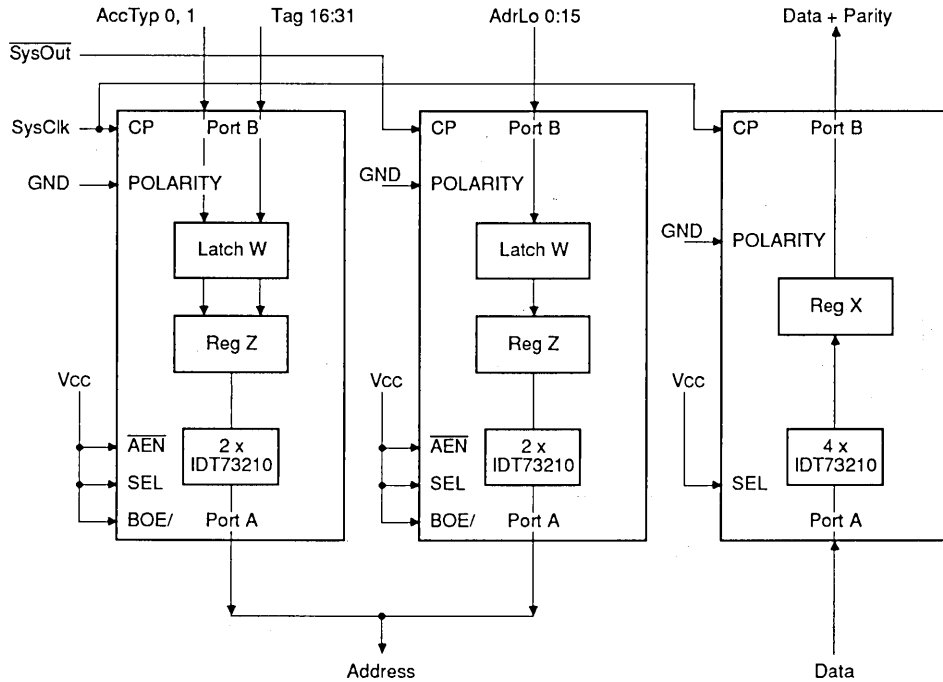 AccTyp 0, 1
Tag 16:31
AdrLo 0:15
Data + Parity
SysOut
SysClk
CP
Port B
CP
Port B
CP
Port B
GND
POLARITY
GND
POLARITY
GND
POLARITY
Latch W
Latch W
Reg X
Reg Z
Reg Z
Vcc
Vcc
Vcc
AEN
2 x
IDT73210
AEN
2 x
IDT73210
4 x
IDT73210
SEL
SEL
SEL
BOE/
Port A
BOE/
Port A
Port A
Address
Data